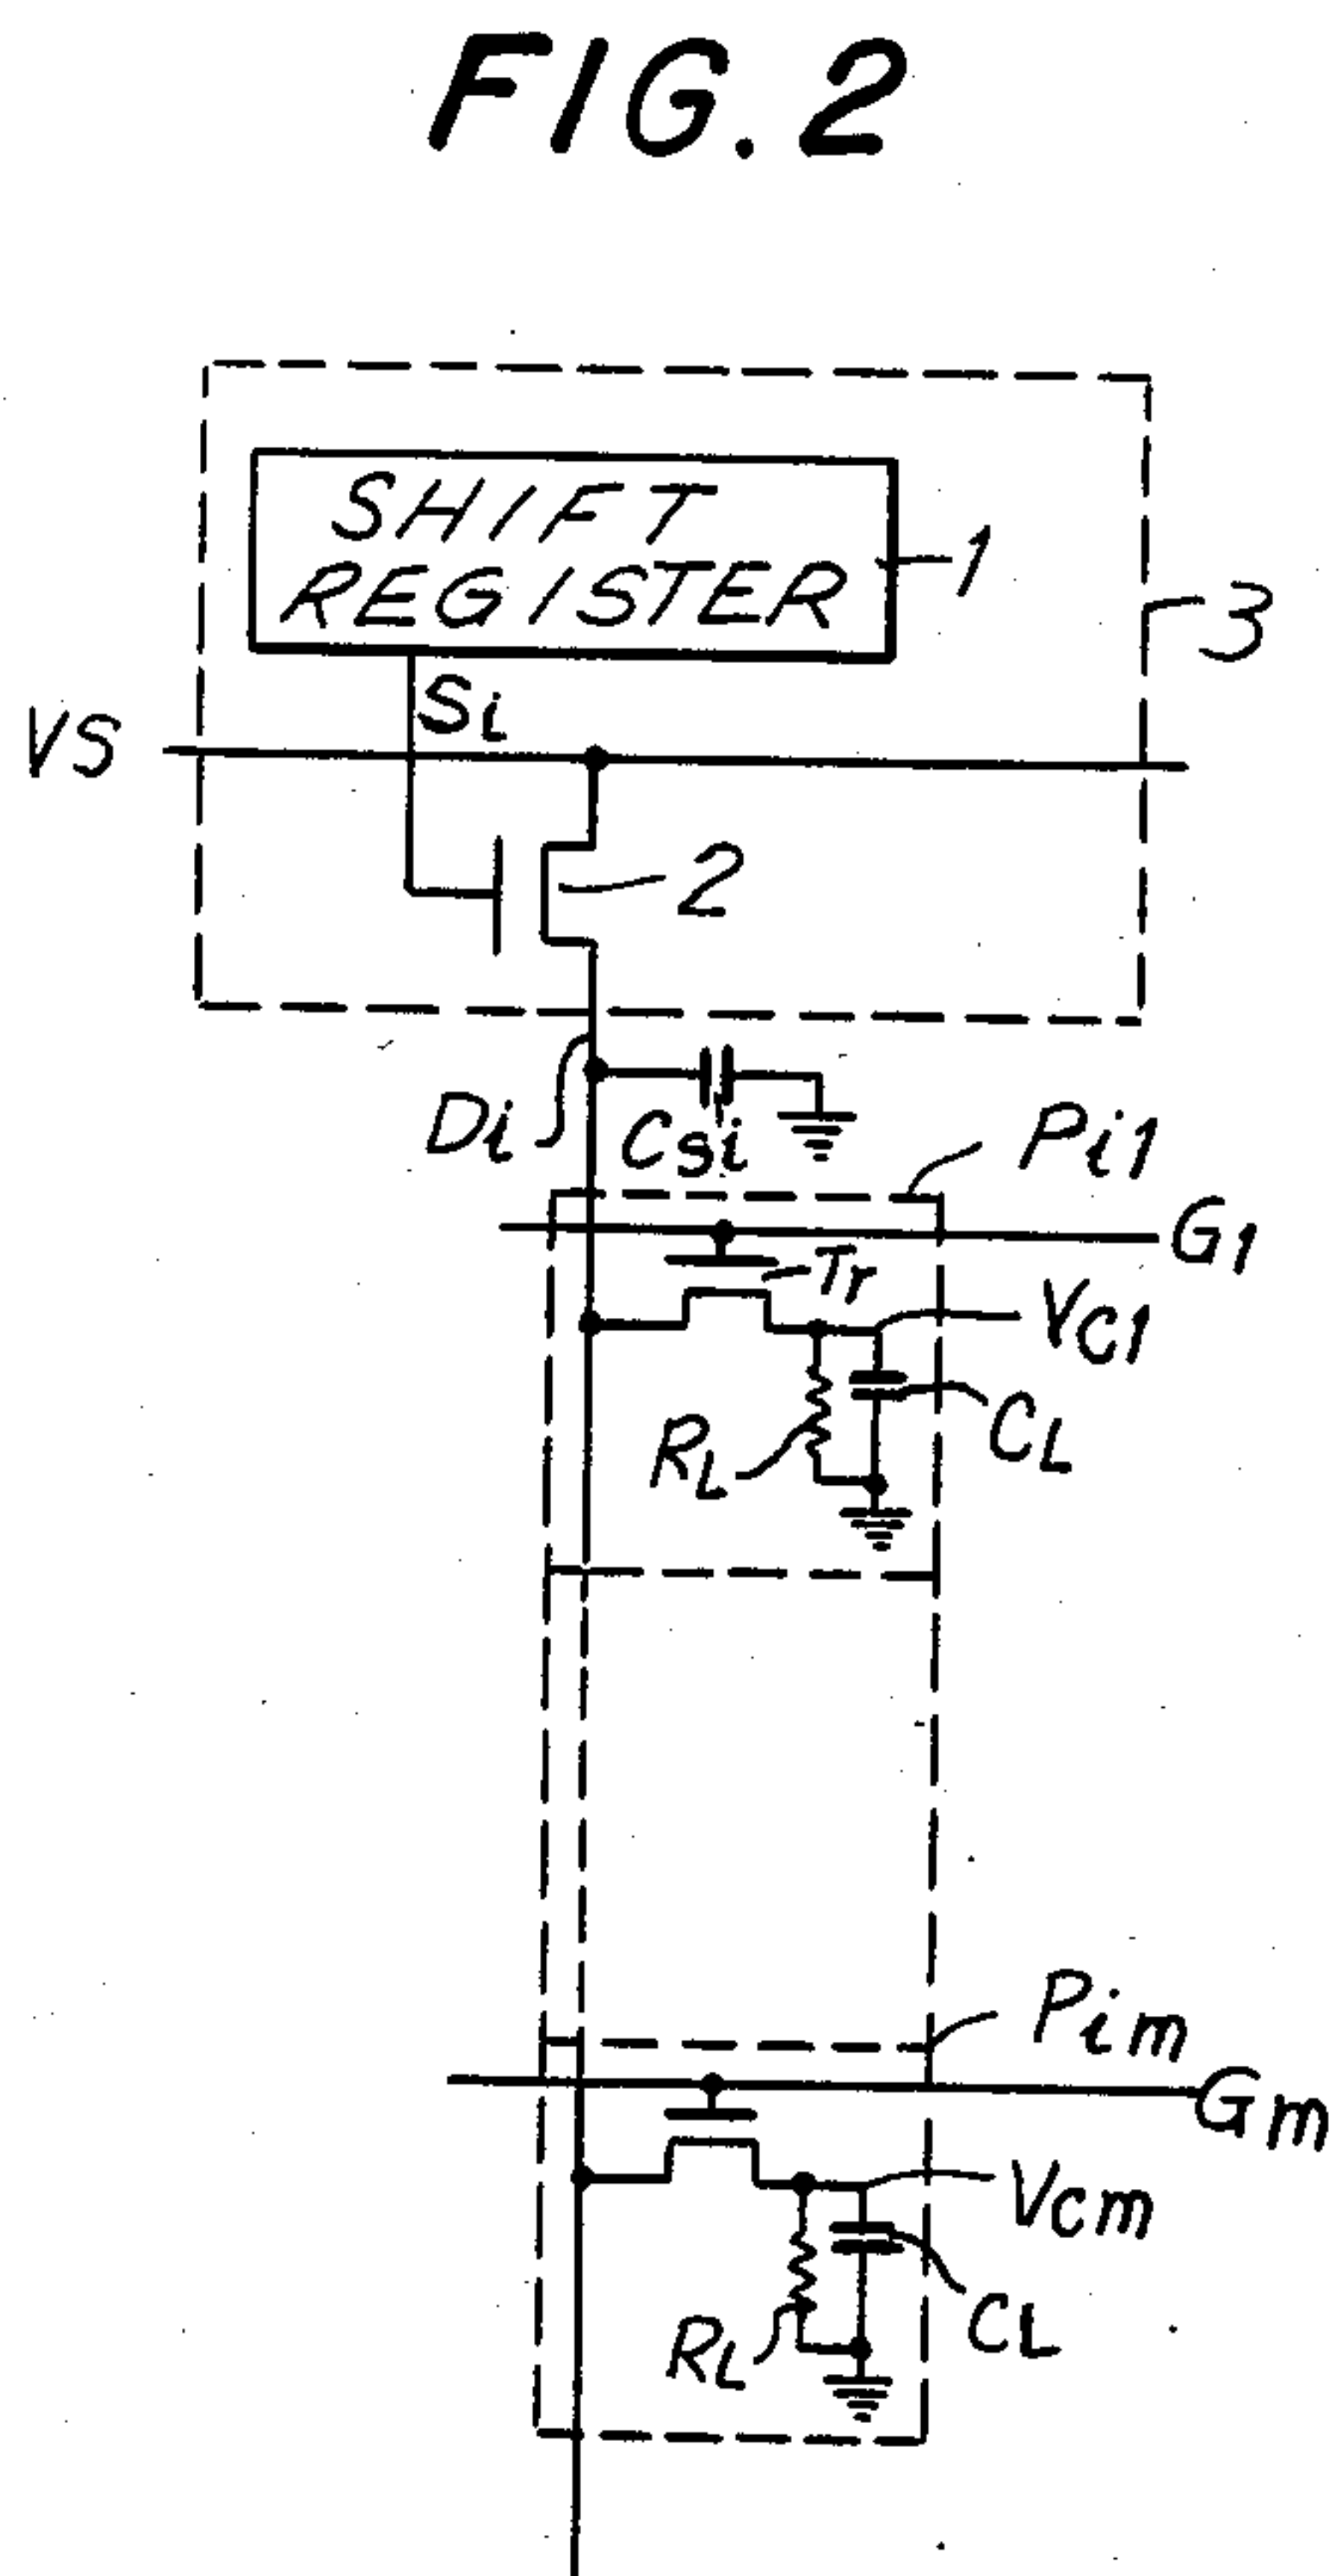 FIG. 2
SHIFT
REGISTER
1
3
Si
VS
2
Di
Csi
Pi1
G1
Tr
VC1
RL
CL
Pim
Gm
Vcm
RL
CL